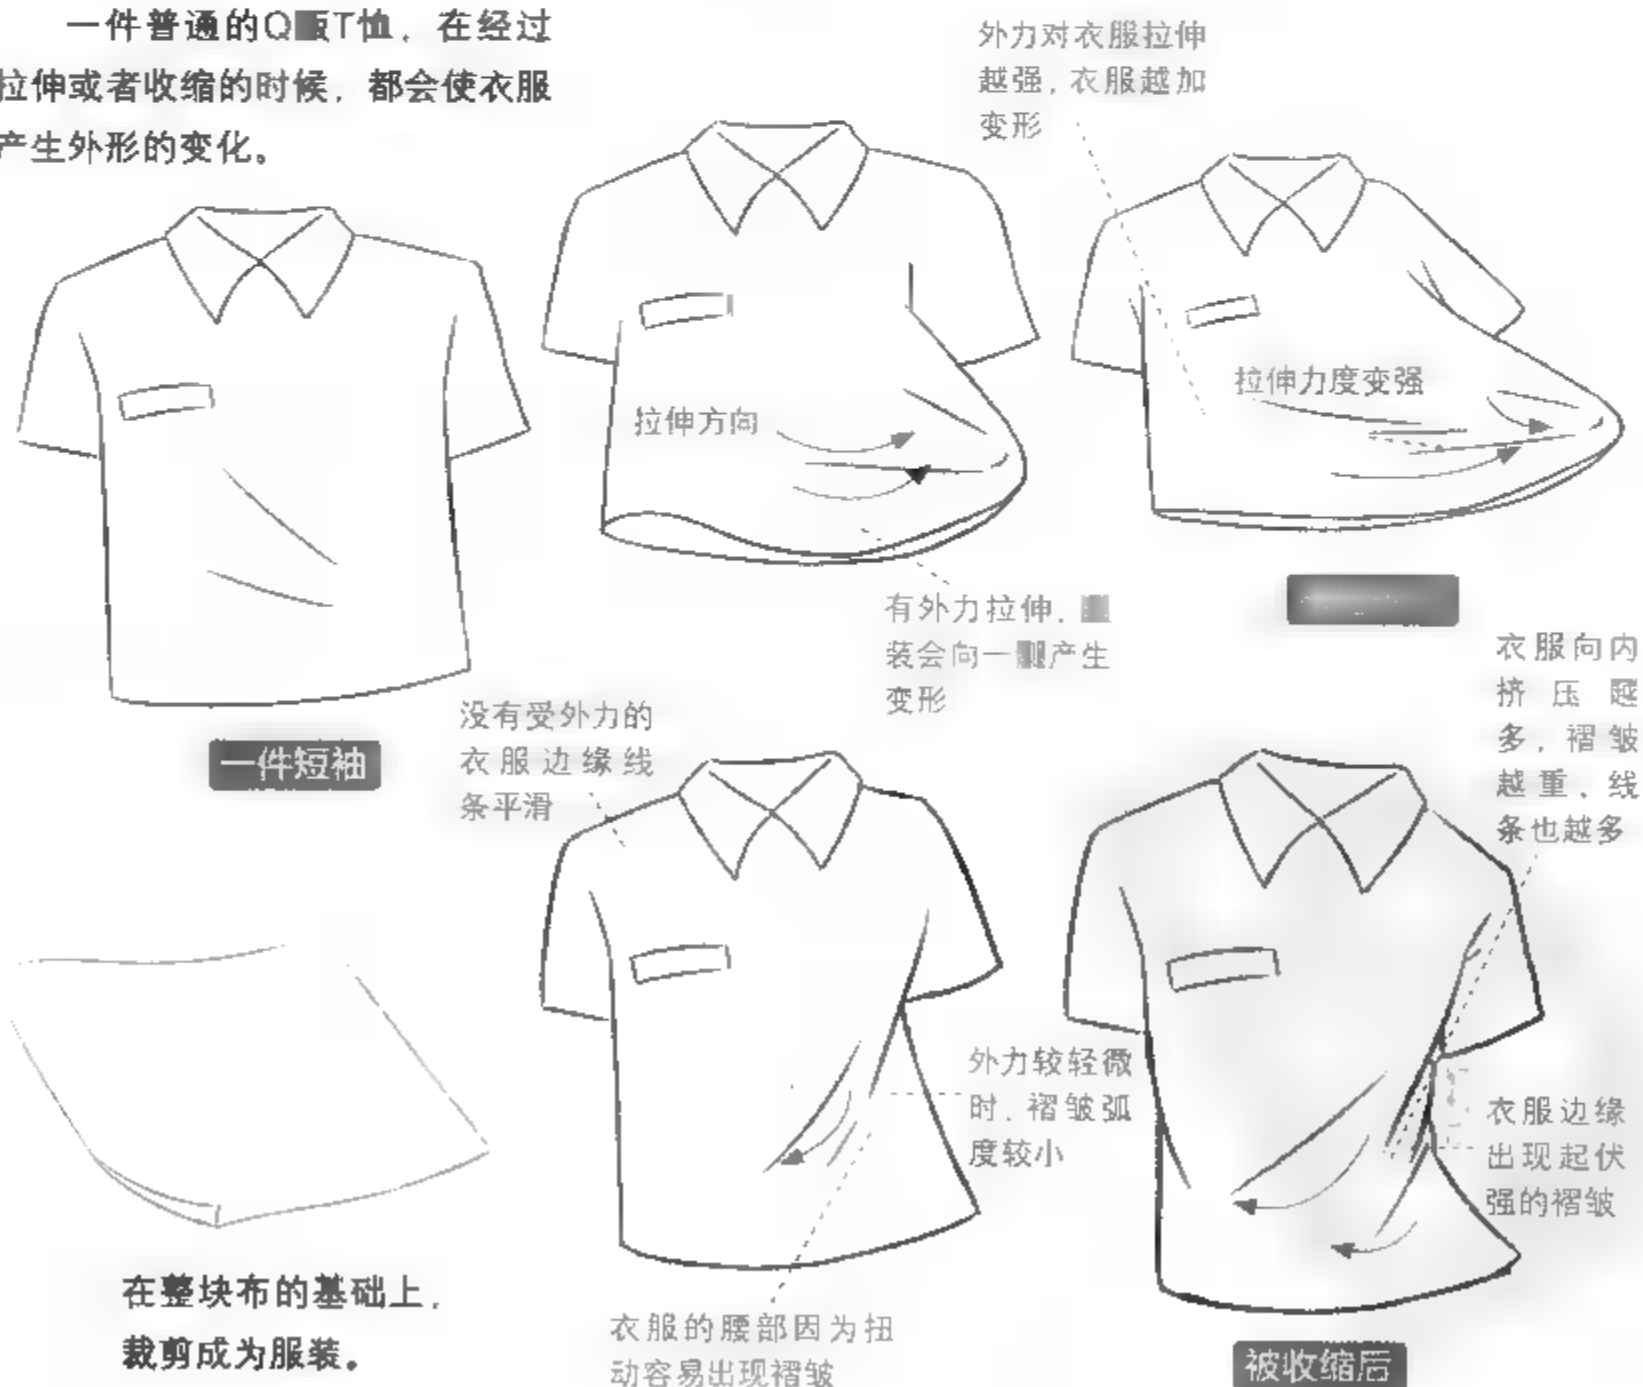 一件普通的Q版T恤，在经过
拉伸或者收缩的时候，都会使衣服
产生外形的变化。
外力对衣服拉伸
越强，衣服越加
变形
拉伸方向
拉伸力度变强
有外力拉伸，
装会向一 产生
变形
一件短袖
没有受外力的
衣服边缘线
条平滑
衣服向内
挤压越
多，褶皱
越重，线
条也越多
外力较轻微
时，褶皱弧
度较小
衣服边缘
出现起伏
强的褶皱
在整块布的基础上，
裁剪成为服装。
衣服的腰部因为扭
动容易出现褶皱
被收缩后